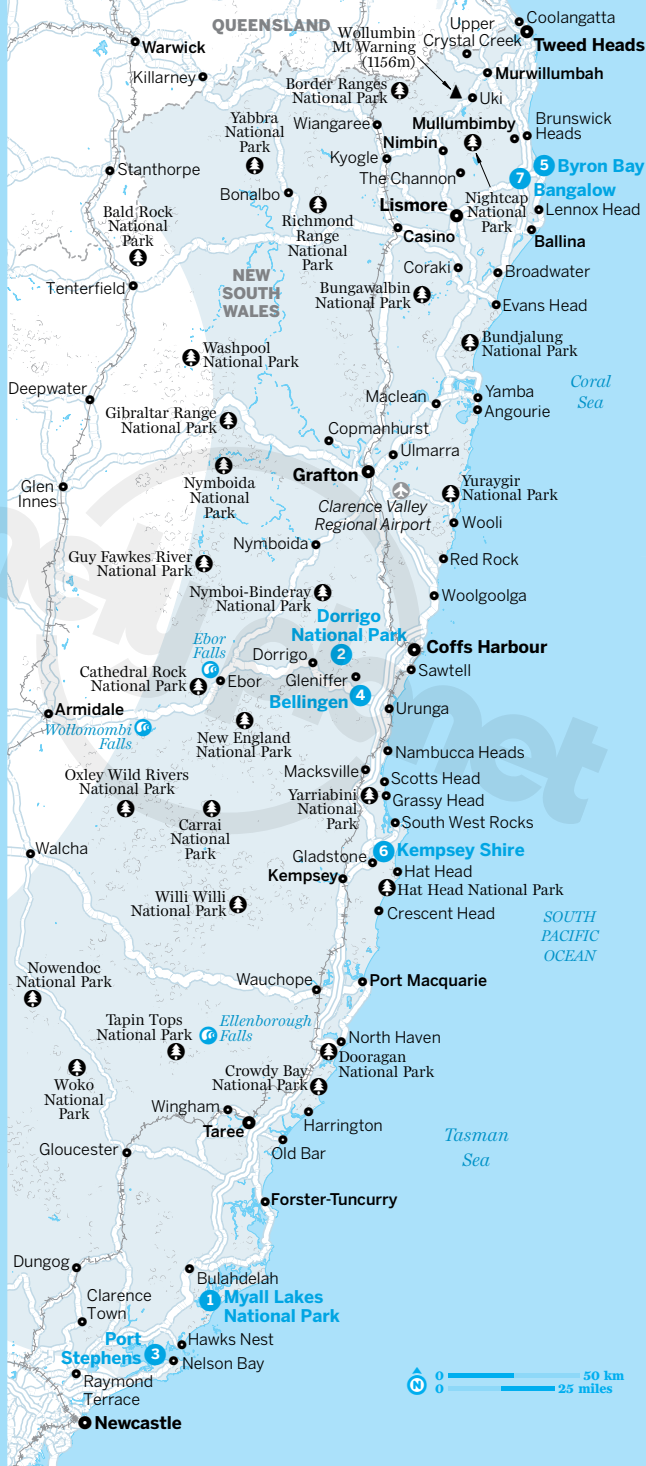 QUEENSLAND
Wollumbin
Mt Warning
(1156m)
Upper
Crystal Creek
Coolangatta
Tweed Heads
Warwick
Killarney
Murwillumbah
Border Ranges
National Park
Uki
Yabbra
National
Park
Wiangaree
Mullumbimby
Brunswick
Heads
Nimbin
Kyogle
The Channon
5 Byron Bay
7
Bangalow
Stanthorpe
Bonalbo
Lismore
Nightcap
National
Park
Lennox Head
Bald Rock
National
Park
Richmond
Range
National
Park
Casino
Ballina
Tenterfield
NEW
SOUTH
WALES
Coraki
Broadwater
Bungawalbin
National Park
Evans Head
Washpool
National Park
Bundjalung
National Park
Coral
Sea
Deepwater
Maclean
Yamba
Angourie
Gibraltar Range
National Park
Copmanhurst
Ulmarra
Grafton
Glen
Innes
Nymboida
National
Park
Clarence Valley
Regional Airport
Yuraygir
National Park
Wooli
Nymboida
Guy Fawkes River
National Park
Red Rock
Nymboi-Binderay
National Park
Woolgoolga
Dorrigo
National Park
2
Ebor
Falls
Dorrigo
Coffs Harbour
Cathedral Rock
National Park
Ebor
Gleniffer
Sawtell
Bellingen 4
Armidale
Urunga
Wollomombi
Falls
New England
National Park
Nambucca Heads
planet
Oxley Wild Rivers
National Park
Macksville
Scotts Head
Yarriabini
National
Park
Grassy Head
Carrai
National
Park
South West Rocks
Walcha
Gladstone
6 Kempsey Shire
Kempsey
Hat Head
Willi Willi
National Park
Hat Head National Park
Crescent Head
SOUTH
PACIFIC
OCEAN
Nowendoc
National Park
Wauchope
Port Macquarie
Tapin Tops
National Park
Ellenborough
Falls
North Haven
Dooragan
National Park
Woko
National
Park
Crowdy Bay
National Park
Wingham
Harrington
Taree
Gloucester
Old Bar
Tasman
Sea
Forster-Tuncurry
Dungog
Bulahdelah
Clarence
Town
1 Myall Lakes
National Park
Port
Stephens 3
Hawks Nest
Nelson Bay
Raymond
Terrace
Newcastle
N
0 50 km
0 25 miles